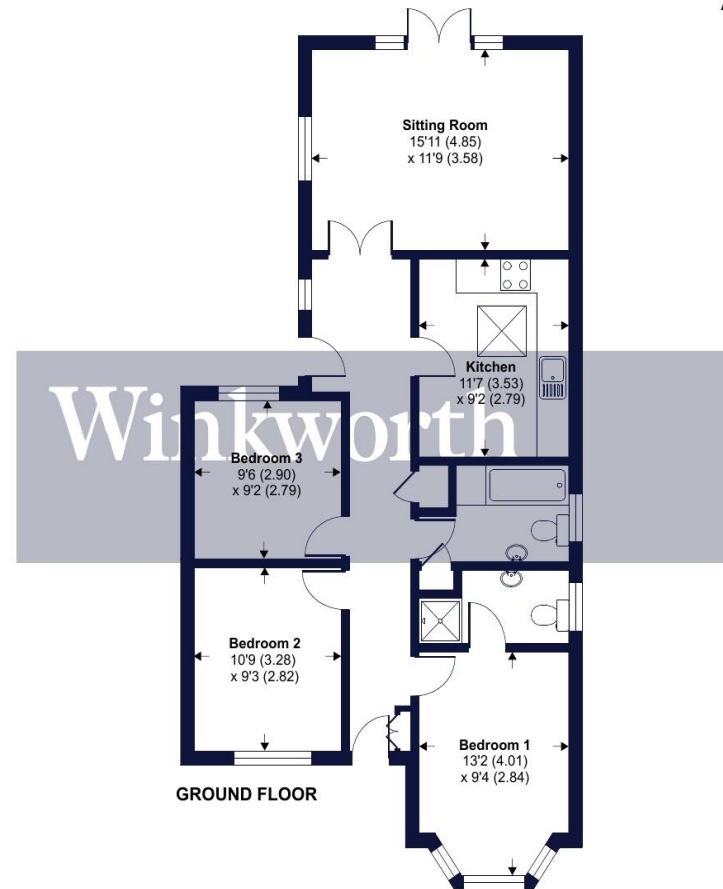 Sitting Room
15'11 (4.85)
x 11'9 (3.58)
Kitchen
11'7 (3.53)
x 9'2 (2.79)
Winkworth
Bedroom 3
9'6 (2.90)
x 9'2 (2.79)
Bedroom 2
10'9 (3.28)
x 9'3 (2.82)
Bedroom 1
13'2 (4.01)
x 9'4 (2.84)
GROUND FLOOR